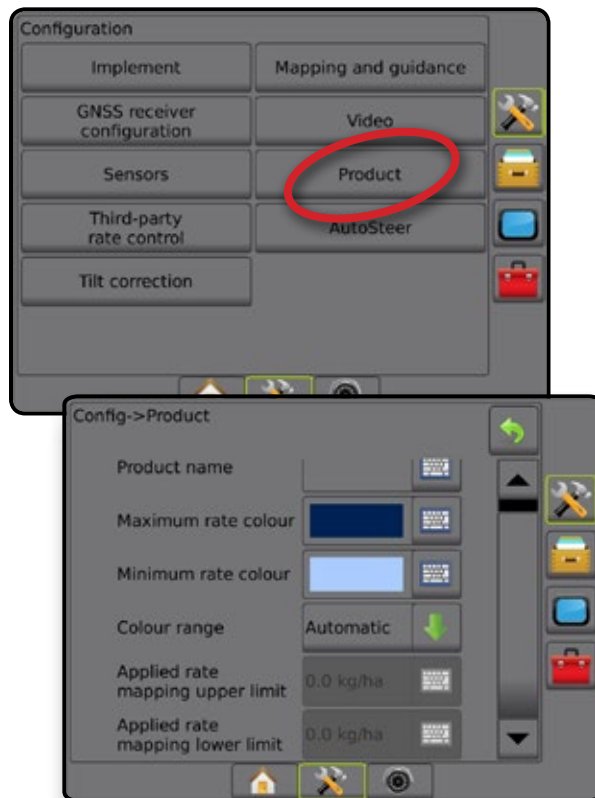 Configuration
Implement
Mapping and guidance
GNSS receiver
configuration
Video
Sensors
Product
Third-party
rate control
AutoSteer
Tilt correction
Config->Product
Product name
Maximum rate colour
Minimum rate colour
Colour range
Automatic
Applied rate
mapping upper limit
0.0 kg/ha
Applied rate
mapping lower limit
0.0 kg/ha